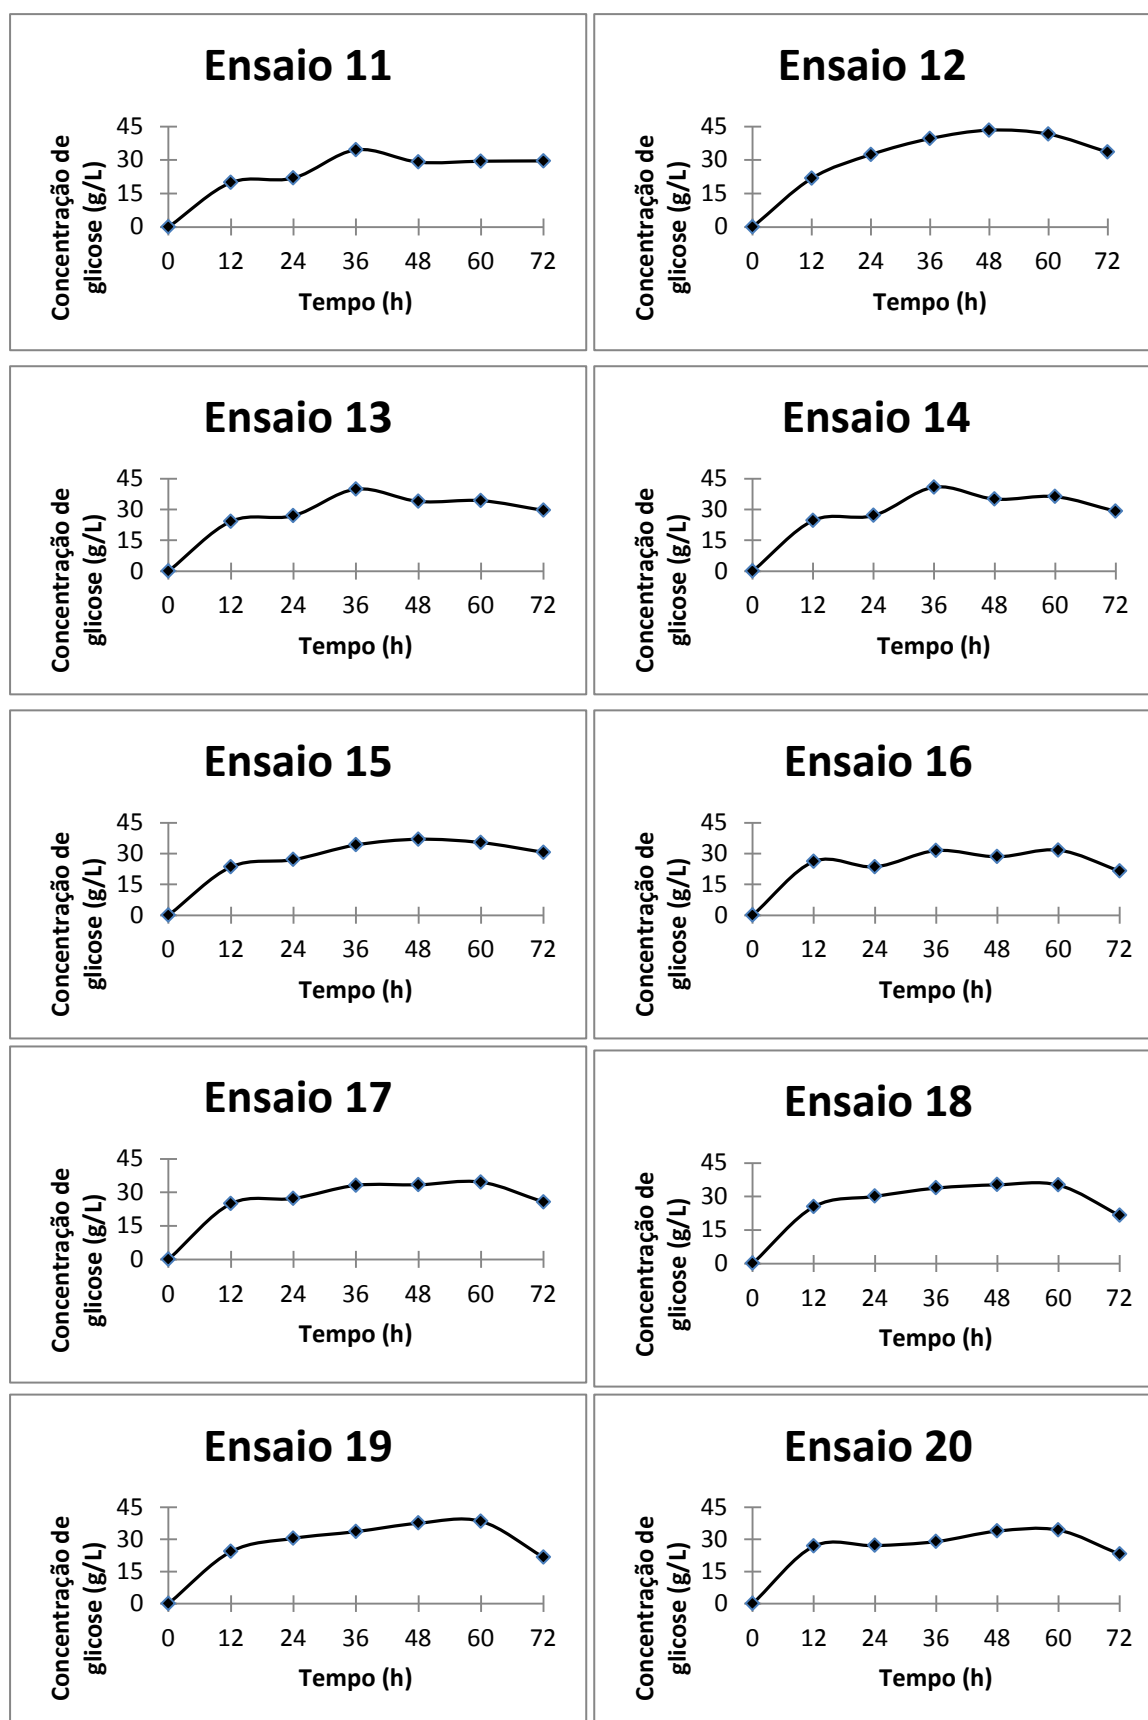 Ensaio 11
Concentração de
glicose (g/L)
45
30
15
0
0 12 24 36 48 60 72
Tempo (h)
Ensaio 12
Concentração de
glicose (g/L)
45
30
15
0
0 12 24 36 48 60 72
Tempo (h)
Ensaio 13
Concentração de
glicose (g/L)
45
30
15
0
0 12 24 36 48 60 72
Tempo (h)
Ensaio 14
Concentração de
glicose (g/L)
45
30
15
0
0 12 24 36 48 60 72
Tempo (h)
Ensaio 15
Concentração de
glicose (g/L)
45
30
15
0
0 12 24 36 48 60 72
Tempo (h)
Ensaio 16
Concentração de
glicose (g/L)
45
30
15
0
0 12 24 36 48 60 72
Tempo (h)
Ensaio 17
Concentração de
glicose (g/L)
45
30
15
0
0 12 24 36 48 60 72
Tempo (h)
Ensaio 18
Concentração de
glicose (g/L)
45
30
15
0
0 12 24 36 48 60 72
Tempo (h)
Ensaio 19
Concentração de
glicose (g/L)
45
30
15
0
0 12 24 36 48 60 72
Tempo (h)
Ensaio 20
Concentração de
glicose (g/L)
45
30
15
0
0 12 24 36 48 60 72
Tempo (h)